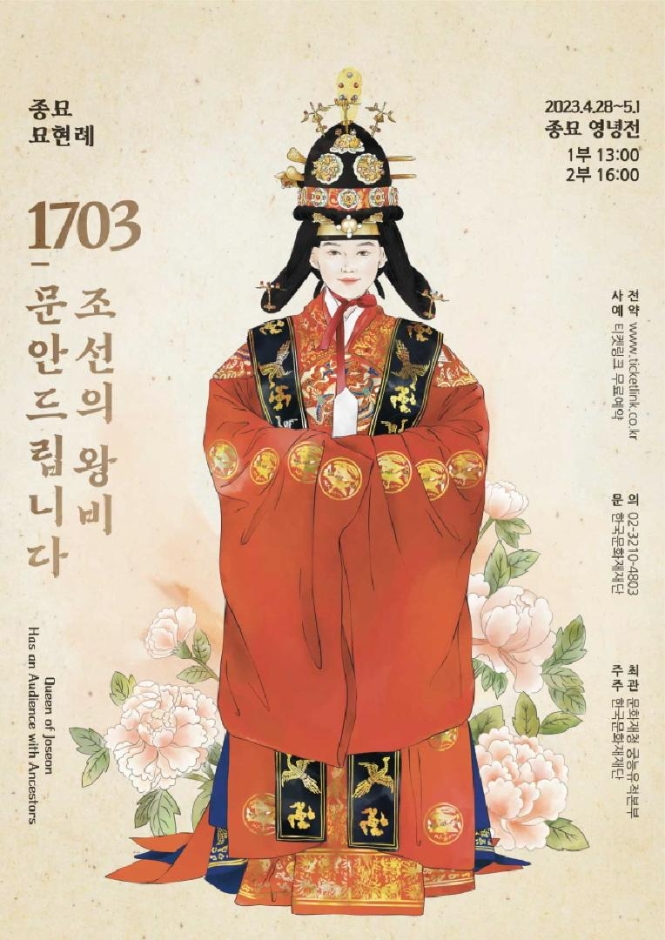 종묘
묘현례
1703
조선의 왕비
문안드립니다
Queen of Joseon
Has an Audience with Ancestors
2023.4.28~5.1
종묘 영녕전
1부 13:00
2부 16:00
전약 www.ticketlink.co.kr
사예 티켓링크 무료예약
의 02-3210-4803
문 한국문화재재단
최관 문화재청 궁능유적본부
주주 한국문화재재단